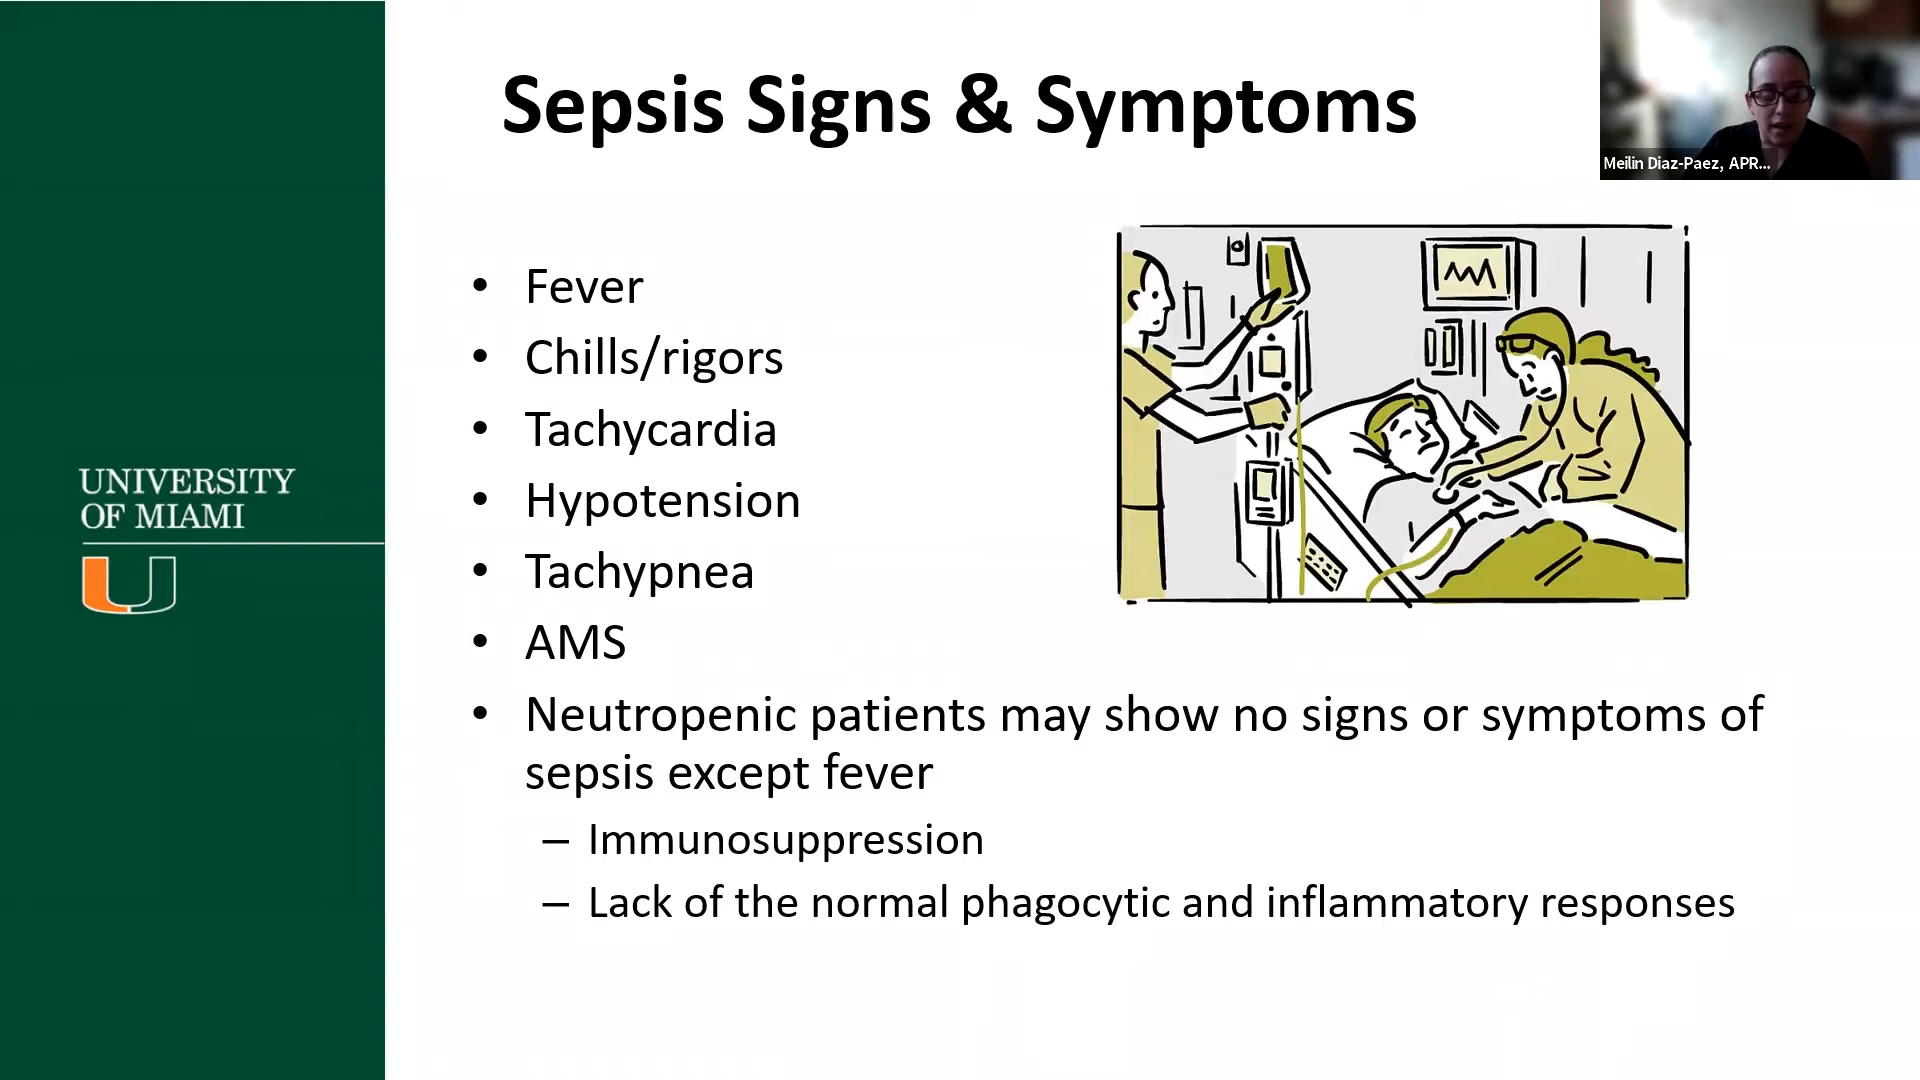 Sepsis Signs & Symptoms
Meilin Diaz-Paez, APR...
• Fever
• Chills/rigors
• Tachycardia
• Hypotension
• Tachypnea
• AMS
• Neutropenic patients may show no signs or symptoms of
sepsis except fever
– Immunosuppression
– Lack of the normal phagocytic and inflammatory responses
UNIVERSITY
OF MIAMI